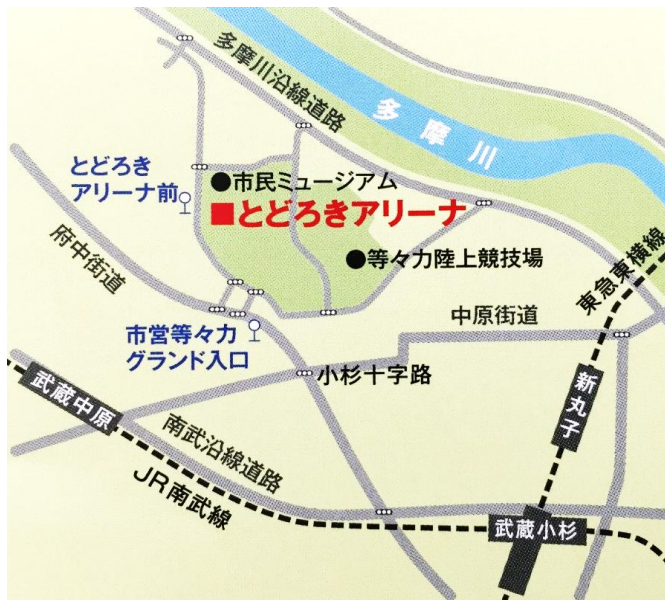 多摩川沿線道路
多摩川
とどろき
アリーナ前
市民ミュージアム
とどろきアリーナ
府中街道
等々力陸上競技場
東急東横線
中原街道
市営等々力
グランド入口
小杉十字路
新丸子
武蔵中原
南武沿線道路
JR南武線
武蔵小杉